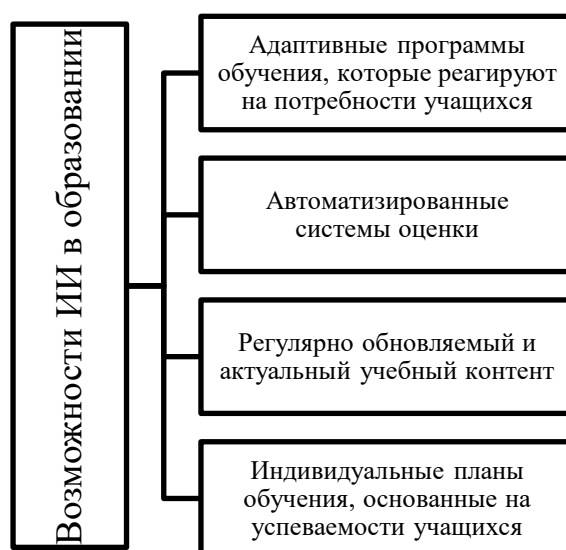 Возможности ИИ в образовании
Адаптивные программы
обучения, которые реагируют
на потребности учащихся
Автоматизированные
системы оценки
Регулярно обновляемый и
актуальный учебный контент
Индивидуальные планы
обучения, основанные на
успеваемости учащихся